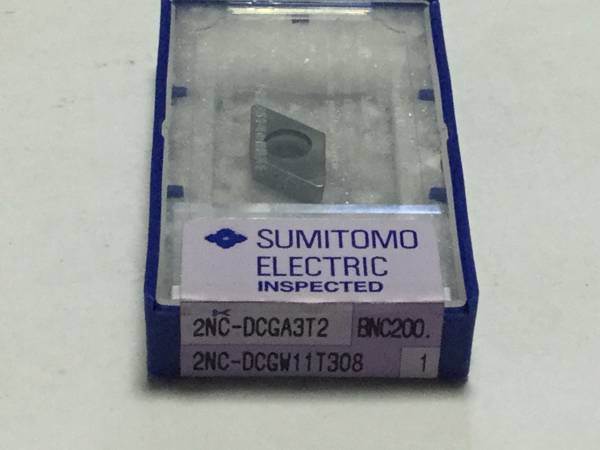 SUMITOMO
ELECTRIC
INSPECTED
2NC-DCGA3T2 BNC200.
2NC-DCGW11T308 1